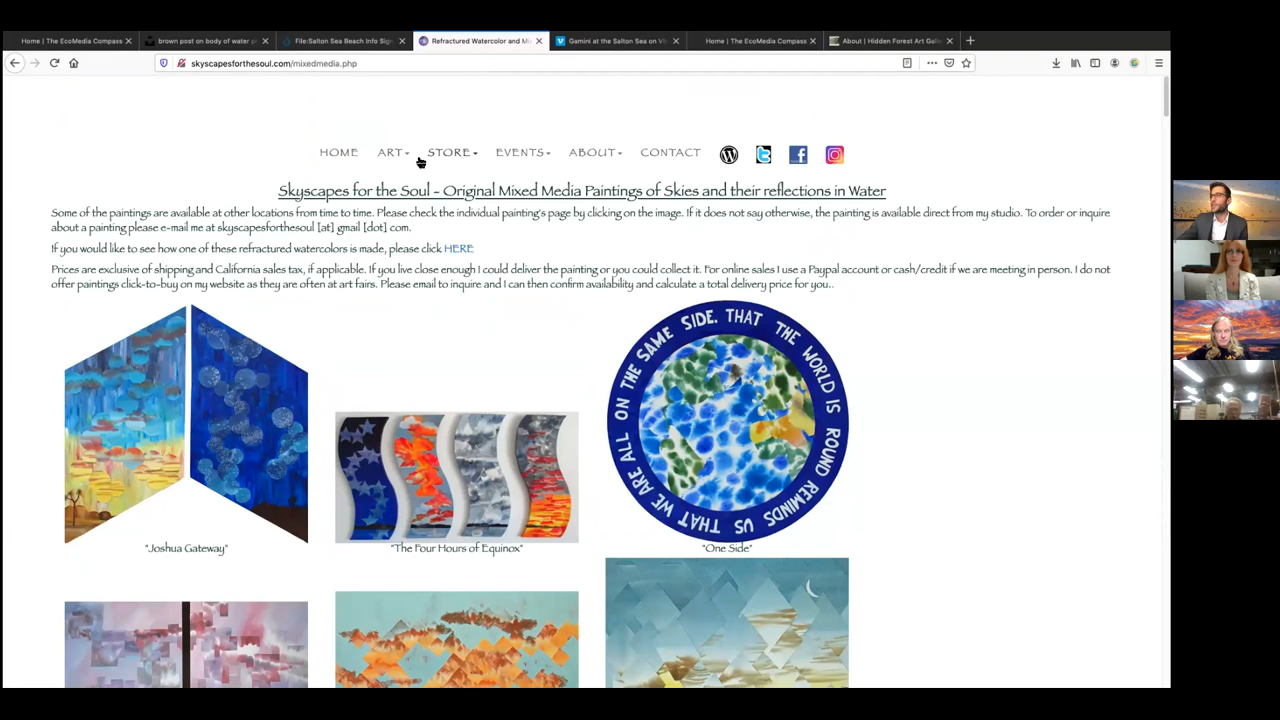 Home | The EcoMedia Compass
brown post on body of water p
File:Salton Sea Beach Info Sign
Refractured Watercolor and Mi
Gamini at the Salton Sea on Vi
Home | The EcoMedia Compass
About | Hidden Forest Art Galle
skyscapesforthesoul.com/mixedmedia.php
HOME ART STORE EVENTS ABOUT CONTACT
Skyscapes for the Soul - Original Mixed Media Paintings of Skies and their reflections in Water
Some of the paintings are available at other locations from time to time. Please check the individual painting's page by clicking on the image. If it does not say otherwise, the painting is available direct from my studio. To order or inquire
about a painting please e-mail me at skyscapesforthesoul [at] gmail [dot] com.
If you would like to see how one of these refractured watercolors is made, please click HERE
Prices are exclusive of shipping and California sales tax, if applicable. If you live close enough I could deliver the painting or you could collect it. For online sales I use a Paypal account or cash/credit if we are meeting in person. I do not
offer paintings click-to-buy on my website as they are often at art fairs. Please email to inquire and I can then confirm availability and calculate a total delivery price for you..
THAT THE WORLD IS ROUND REMINDS US THAT WE ARE ALL ON THE SAME SIDE.
"Joshua Gateway"
"The Four Hours of Equinox"
"One Side"